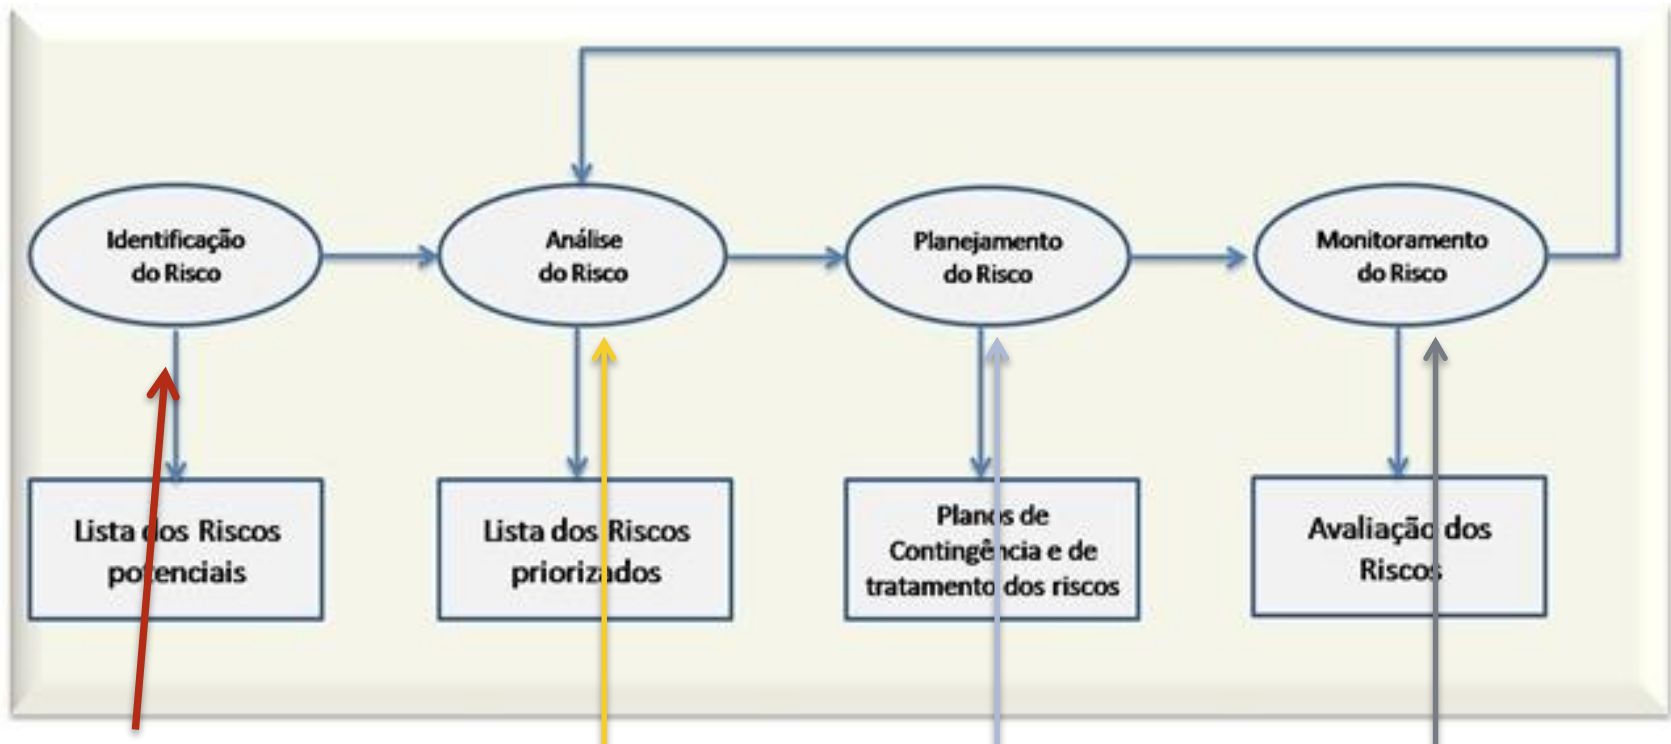 Identificação
do Risco
Análise
do Risco
Planejamento
do Risco
Monitoramento
do Risco
Lista dos Riscos
potenciais
Lista dos Riscos
priorizados
Planos de
Contingência e de
tratamento dos riscos
Avaliação dos
Riscos